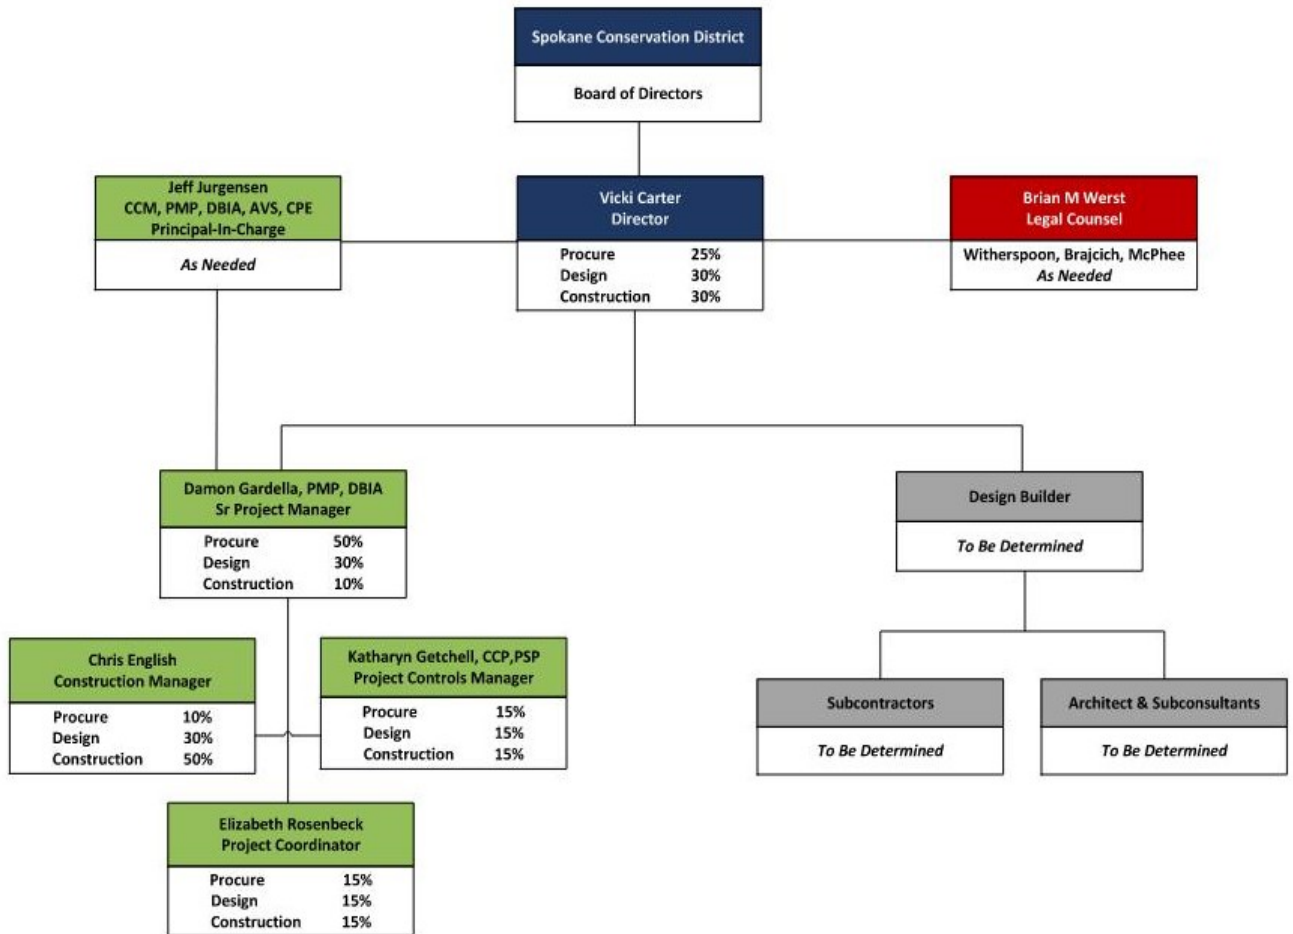 Spokane Conservation District
Board of Directors
Jeff Jurgensen
CCM, PMP, DBIA, AVS, CPE
Principal-In-Charge
As Needed
Vicki Carter
Director
Procure 25%
Design 30%
Construction 30%
Brian M Werst
Legal Counsel
Witherspoon, Brajcich, McPhee
As Needed
Damon Gardella, PMP, DBIA
Sr Project Manager
Procure 50%
Design 30%
Construction 10%
Design Builder
To Be Determined
Chris English
Construction Manager
Procure 10%
Design 30%
Construction 50%
Katharyn Getchell, CCP,PSP
Project Controls Manager
Procure 15%
Design 15%
Construction 15%
Subcontractors
To Be Determined
Architect & Subconsultants
To Be Determined
Elizabeth Rosenbeck
Project Coordinator
Procure 15%
Design 15%
Construction 15%